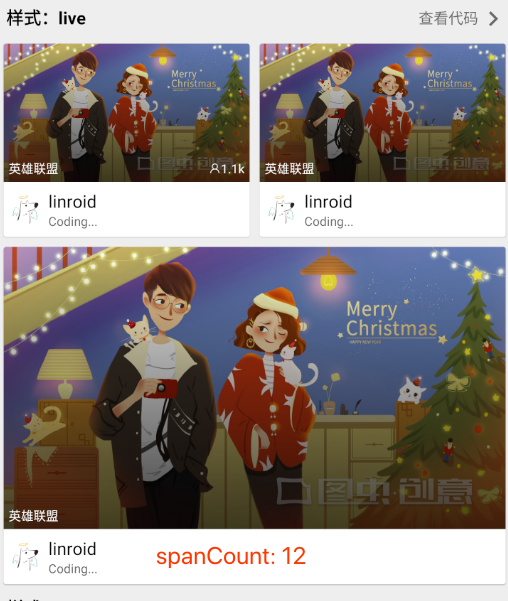 样式：live
查看代码
Merry
Christmas
图虫创意
英雄联盟
1.1k
linroid
Coding...
Merry
Christmas
图虫创意
英雄联盟
linroid
Coding...
Merry
Christmas
图虫创意
英雄联盟
linroid
Coding...
spanCount: 12